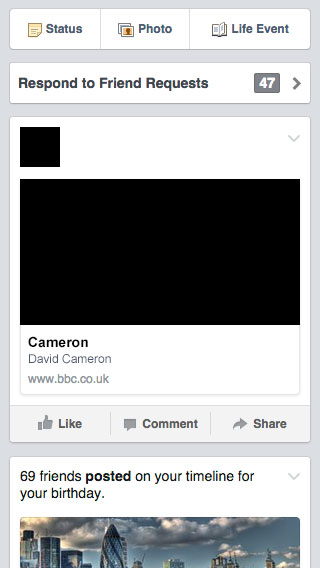 Status
Photo
Life Event
Respond to Friend Requests 47
Cameron
David Cameron
www.bbc.co.uk
Like
Comment
Share
69 friends posted on your timeline for
your birthday.